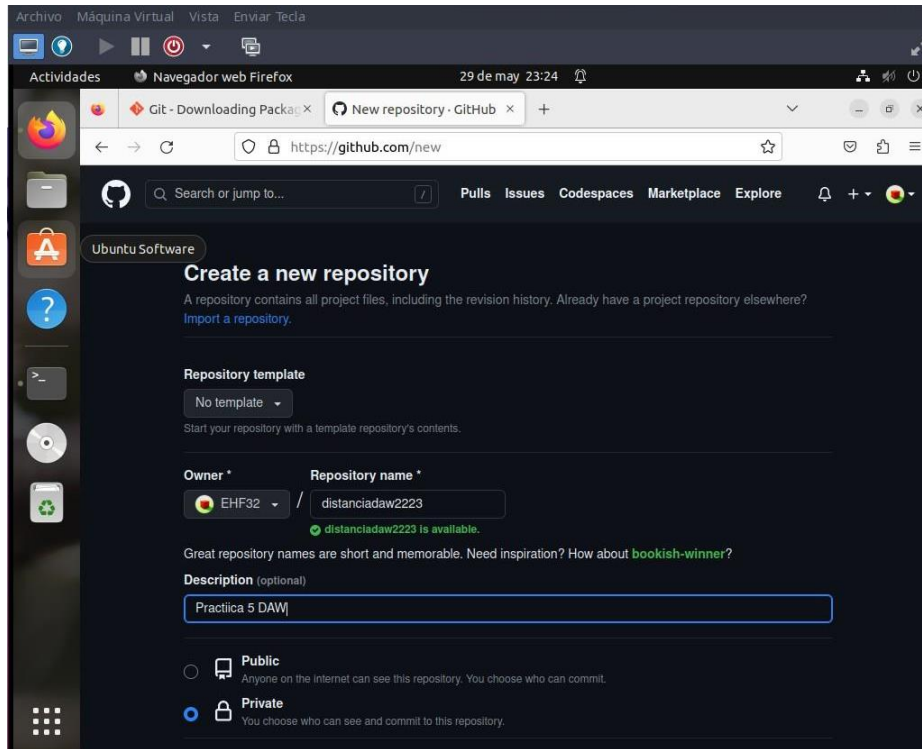 Archivo Máquina Virtual Vista Enviar Tecla
Actividades Navegador web Firefox 29 de may 23:24
Git - Downloading Packag New repository · GitHub
https://github.com/new
Search or jump to... / Pulls Issues Codespaces Marketplace Explore
Ubuntu Software
Create a new repository
A repository contains all project files, including the revision history. Already have a project repository elsewhere?
Import a repository.
Repository template
No template
Start your repository with a template repository's contents.
Owner * Repository name *
EHF32 / distanciadaw2223
distanciadaw2223 is available.
Great repository names are short and memorable. Need inspiration? How about bookish-winner?
Description (optional)
Practiica 5 DAW
Public
Anyone on the internet can see this repository. You choose who can commit.
Private
You choose who can see and commit to this repository.